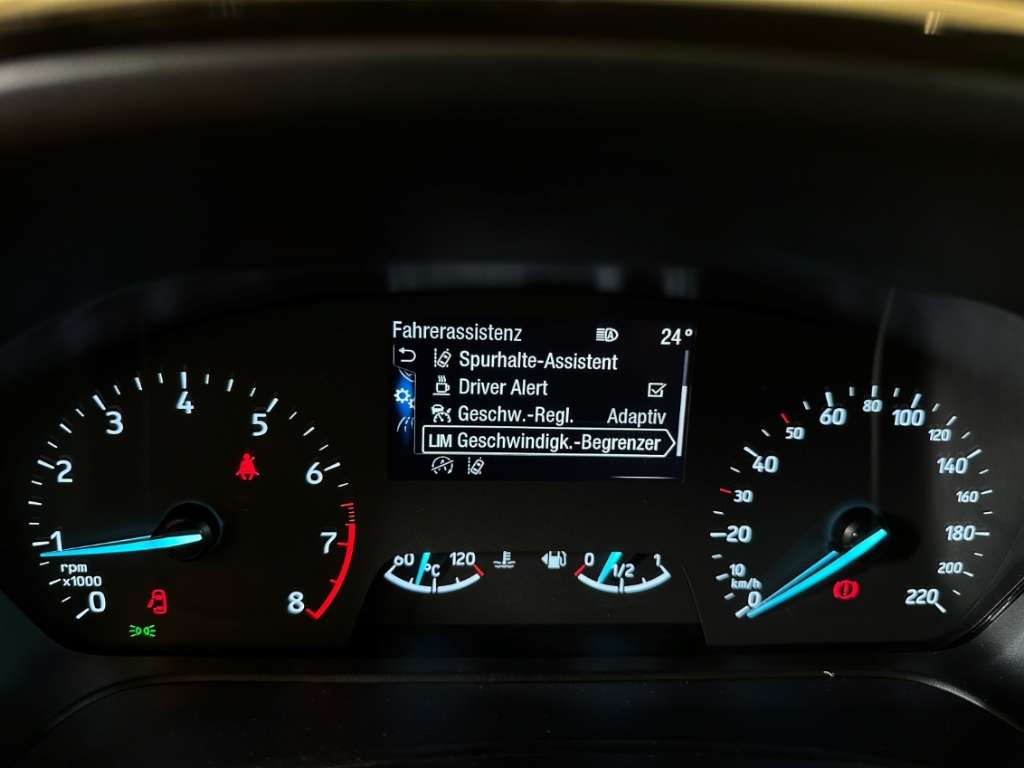 Fahrerassistenz A 24°
Spurhalte-Assistent
Driver Alert
Geschw.-Regl. Adaptiv
LIM Geschwindigk.-Begrenzer
A
0 1 2 3 4 5 6 7 8
rpm
x1000
60 120
°C
0 1/2 1
0 10 20 30 40 50 60 80 100 120 140 160 180 200 220
km/h